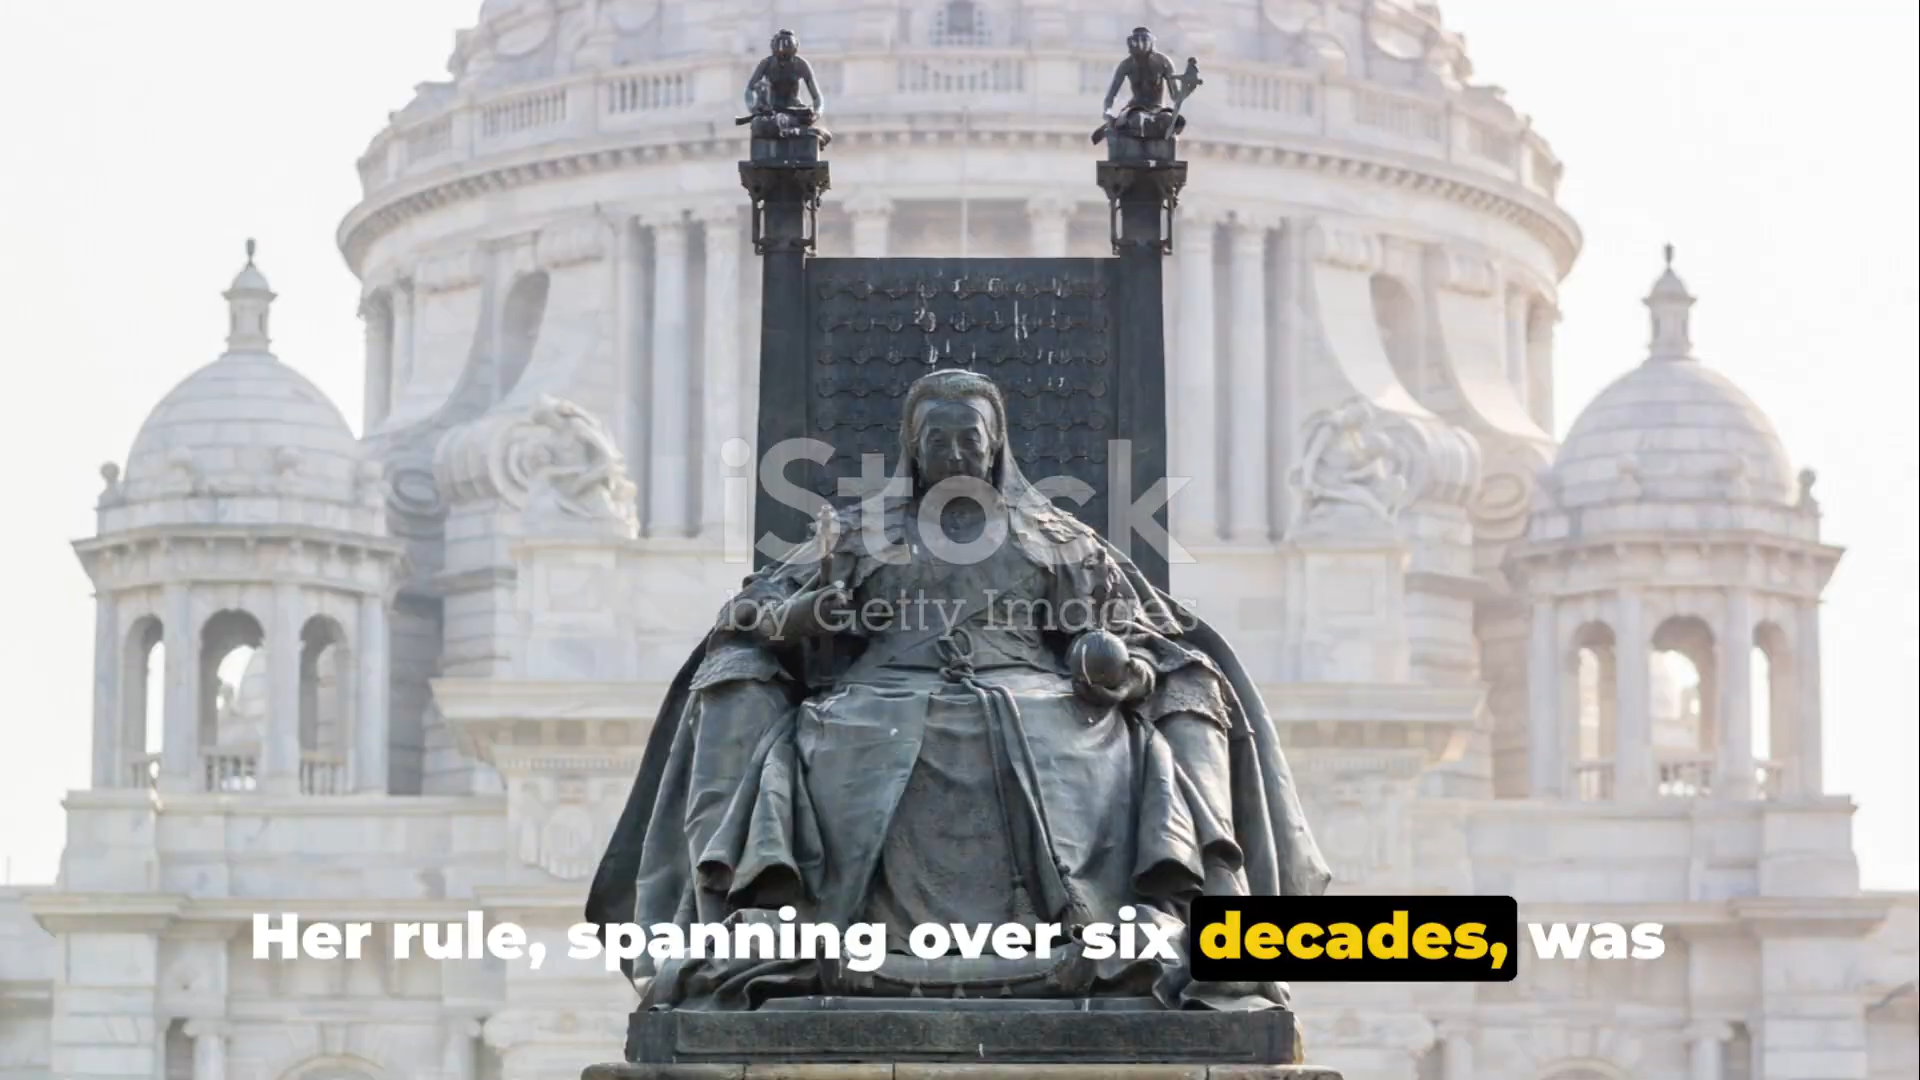 iStock
by Getty Images
Her rule, spanning over six decades, was